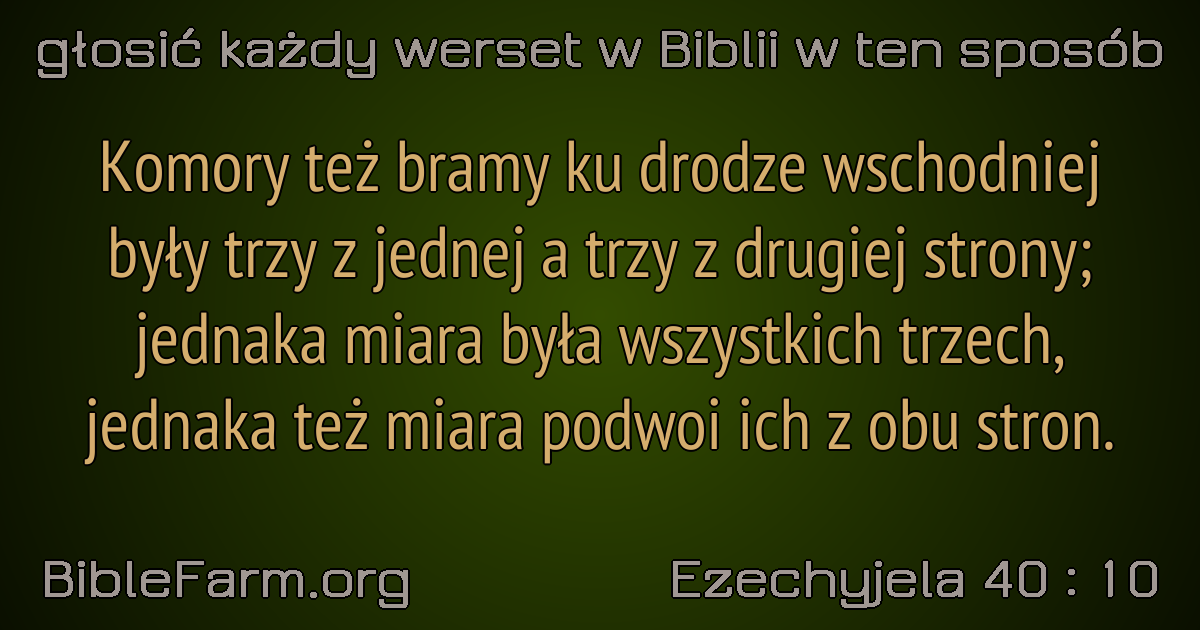 głosić każdy werset w Biblii w ten sposób
Komory też bramy ku drodze wschodniej
były trzy z jednej a trzy z drugiej strony;
jednaka miara była wszystkich trzech,
jednaka też miara podwoi ich z obu stron.
BibleFarm.org
Ezechyjela 40 : 10